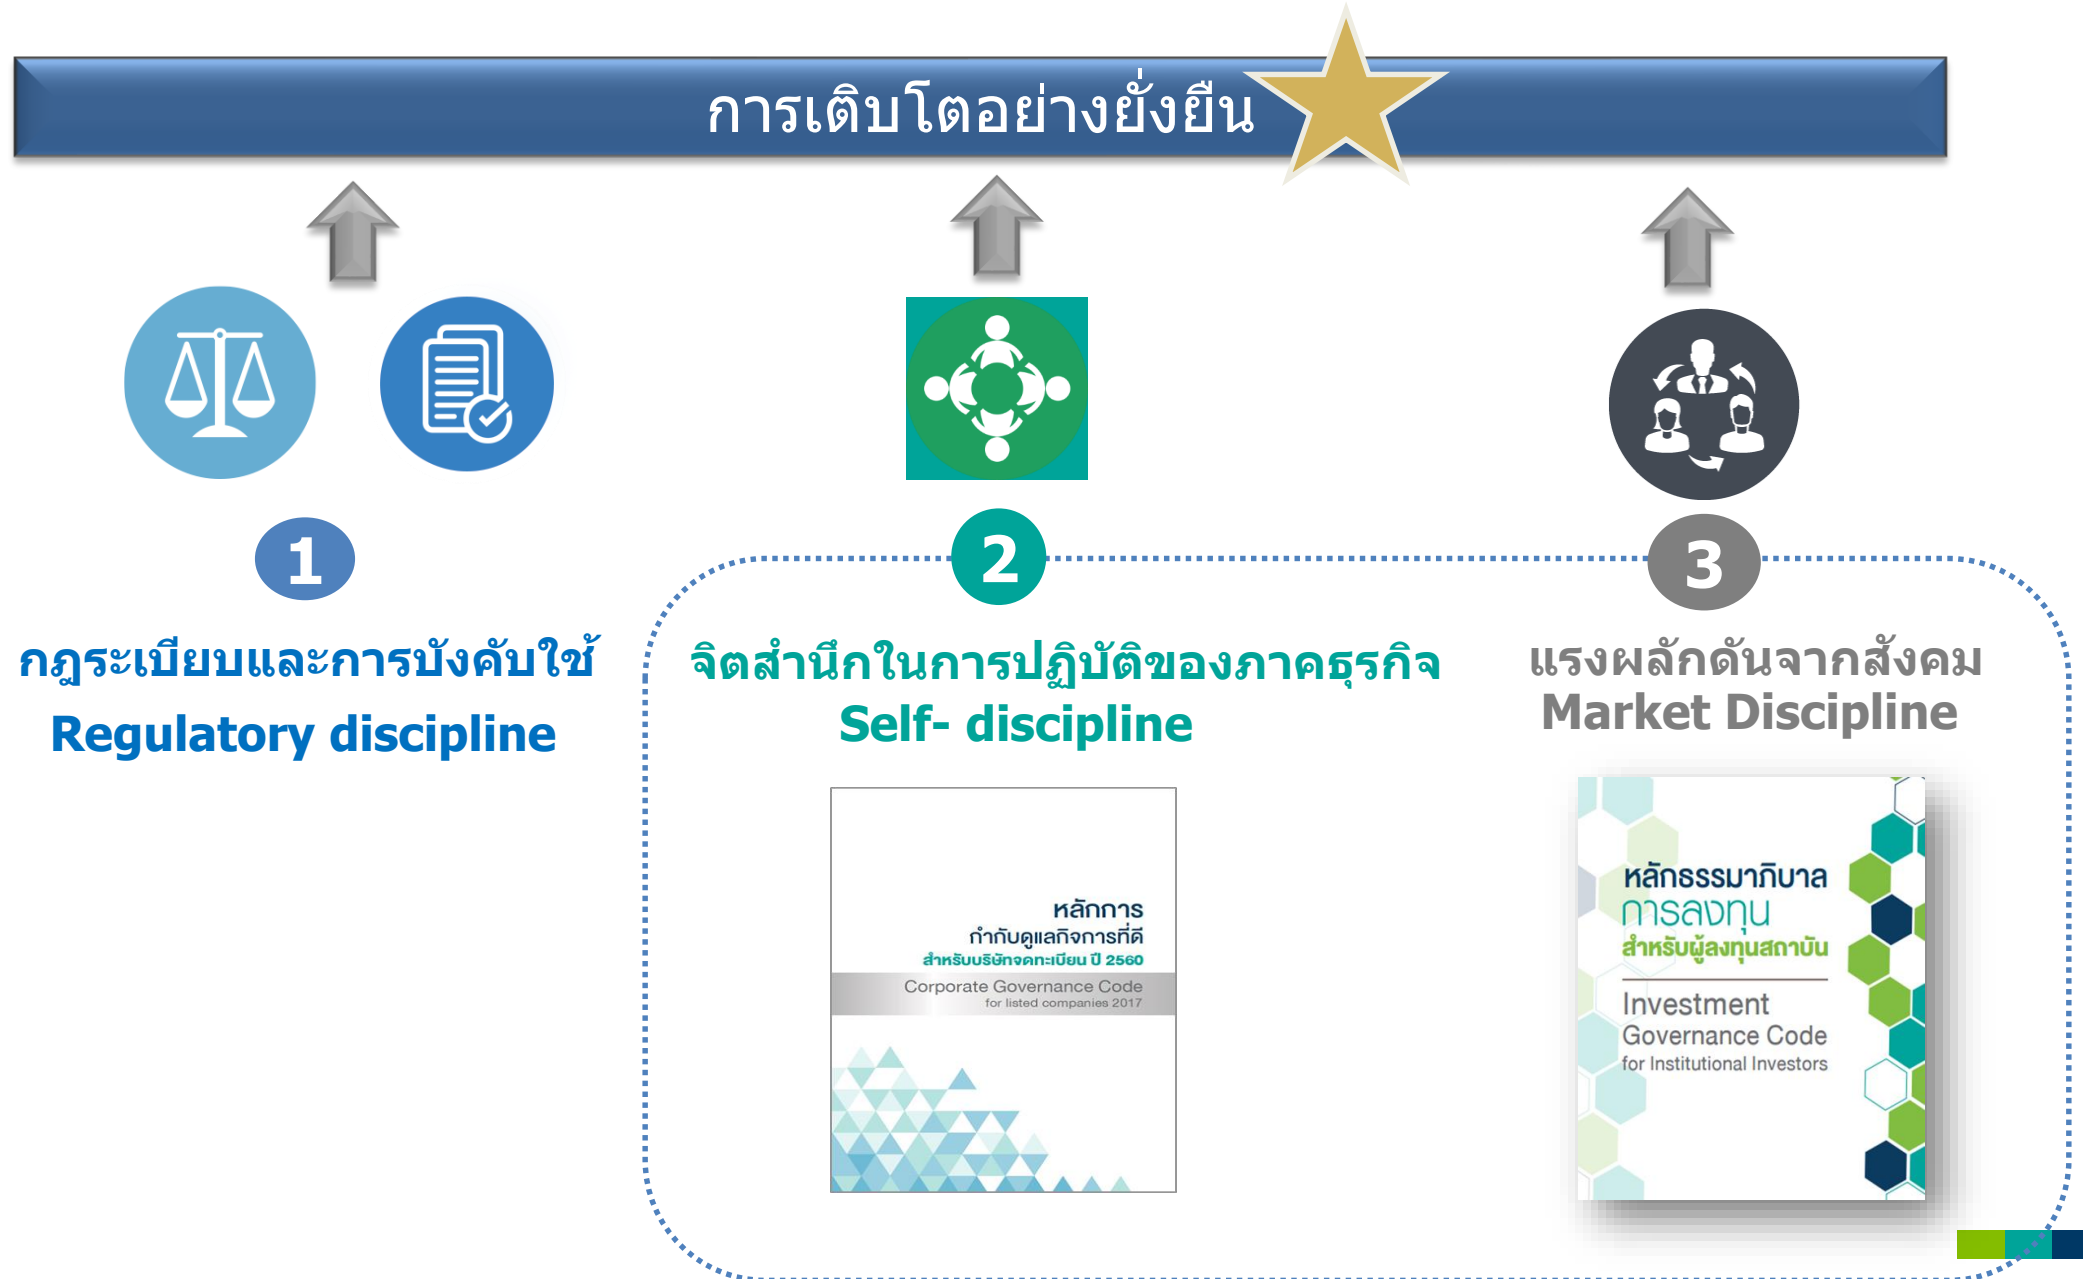 การเติบโตอย่างยั่งยืน
1
กฎระเบียบและการบังคับใช้
Regulatory discipline
2
จิตสำนึกในการปฏิบัติของภาคธุรกิจ
Self- discipline
หลักการ
กำกับดูแลกิจการที่ดี
สำหรับบริษัทจดทะเบียน ปี 2560
Corporate Governance Code
for listed companies 2017
3
แรงผลักดันจากสังคม
Market Discipline
หลักธรรมาภิบาล
การลงทุน
สำหรับผู้ลงทุนสถาบัน
Investment
Governance Code
for Institutional Investors